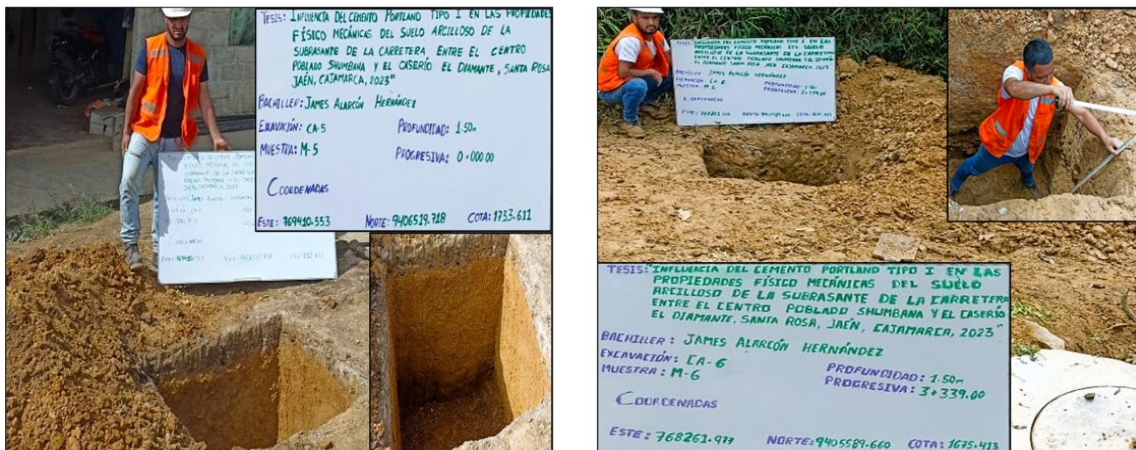 TESIS: INFLUENCIA DEL CEMENTO PORTLAND TIPO I EN LAS PROPIEDADES
FÍSICO MECÁNICAS DEL SUELO ARCILLOSO DE LA
SUBRASANTE DE LA CARRETERA, ENTRE EL CENTRO
POBLADO SHUMBANA Y EL CASERÍO EL DIAMANTE, SANTA ROSA
JAÉN, CAJAMARCA, 2023"
BACHILLER: JAMES ALARCÓN HERNÁNDEZ
EXCAVACIÓN: CA-5 PROFUNDIDAD: 1.50m
MUESTRA: M-5 PROGRESIVA: 0+000.00
COORDENADAS
ESTE: 769410.553 NORTE: 9406519.718 COTA: 1733.611
TESIS: "INFLUENCIA DEL CEMENTO PORTLAND TIPO I EN LAS
PROPIEDADES FÍSICO MECÁNICAS DEL SUELO
ARCILLOSO DE LA SUBRASANTE DE LA CARRETERA
ENTRE EL CENTRO POBLADO SHUMBANA Y EL CASERÍO
EL DIAMANTE, SANTA ROSA, JAÉN, CAJAMARCA, 2023"
BACHILLER: JAMES ALARCÓN HERNÁNDEZ
EXCAVACIÓN: CA-6 PROFUNDIDAD: 1.50m
MUESTRA: M-6 PROGRESIVA: 3+339.00
COORDENADAS
ESTE: 768261.977 NORTE: 9405589.660 COTA: 1675.413